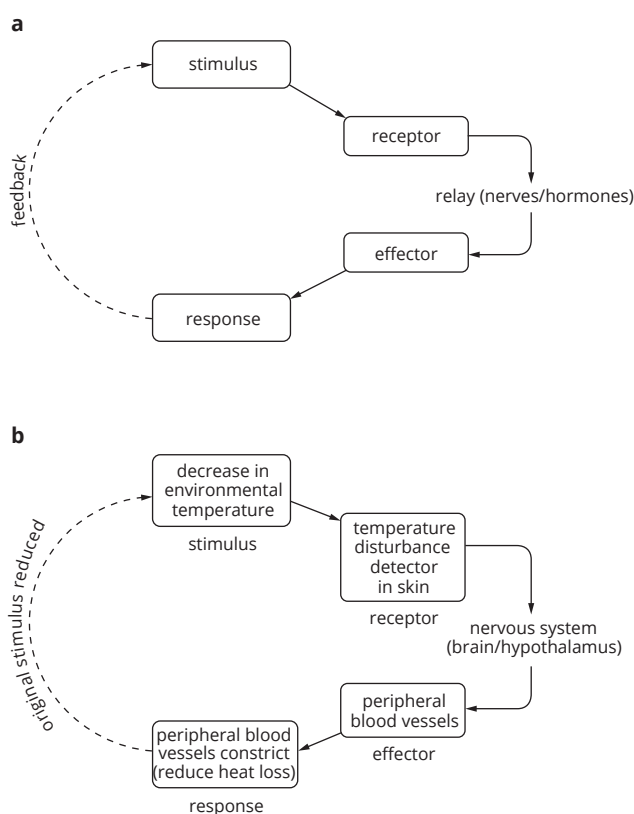 a
stimulus
receptor
feedback
relay (nerves/hormones)
effector
response
b
decrease in
environmental
temperature
stimulus
temperature
disturbance
detector
in skin
receptor
original stimulus reduced
nervous system
(brain/hypothalamus)
peripheral
blood vessels
effector
peripheral blood
vessels constrict
(reduce heat loss)
response